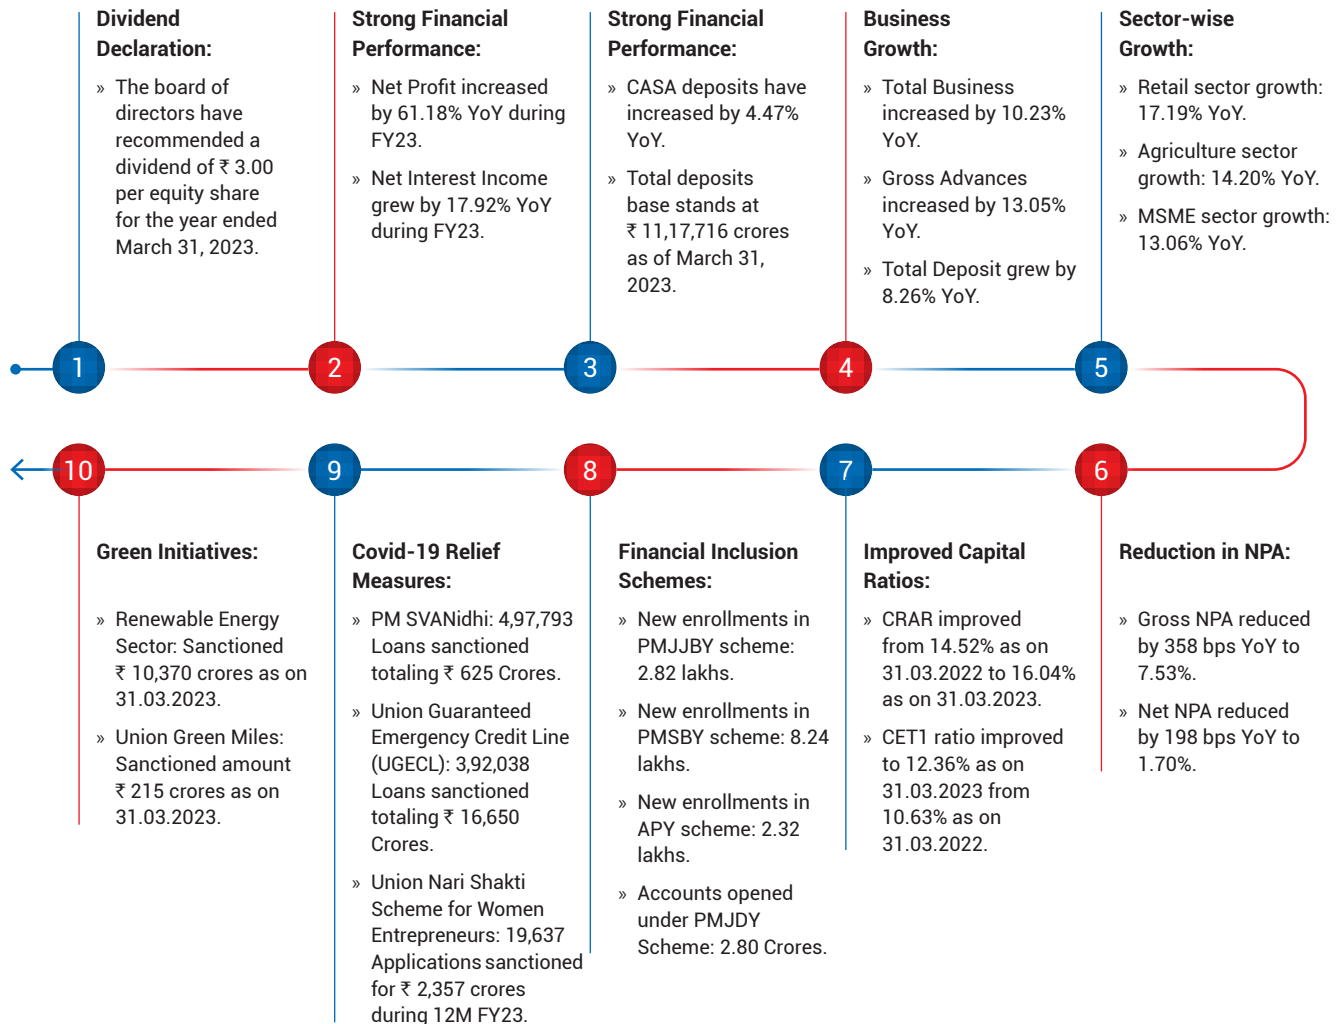 Dividend
Declaration:
» The board of
directors have
recommended a
dividend of ₹ 3.00
per equity share
for the year ended
March 31, 2023.
Strong Financial
Performance:
» Net Profit increased
by 61.18% YoY during
FY23.
» Net Interest Income
grew by 17.92% YoY
during FY23.
Strong Financial
Performance:
» CASA deposits have
increased by 4.47%
YoY.
» Total deposits
base stands at
₹ 11,17,716 crores
as of March 31,
2023.
Business
Growth:
» Total Business
increased by 10.23%
YoY.
» Gross Advances
increased by 13.05%
YoY.
» Total Deposit grew by
8.26% YoY.
Sector-wise
Growth:
» Retail sector growth:
17.19% YoY.
» Agriculture sector
growth: 14.20% YoY.
» MSME sector growth:
13.06% YoY.
1
2
3
4
5
10
9
8
7
6
Green Initiatives:
» Renewable Energy
Sector: Sanctioned
₹ 10,370 crores as on
31.03.2023.
» Union Green Miles:
Sanctioned amount
₹ 215 crores as on
31.03.2023.
Covid-19 Relief
Measures:
» PM SVANidhi: 4,97,793
Loans sanctioned
totaling ₹ 625 Crores.
» Union Guaranteed
Emergency Credit Line
(UGECL): 3,92,038
Loans sanctioned
totaling ₹ 16,650
Crores.
» Union Nari Shakti
Scheme for Women
Entrepreneurs: 19,637
Applications sanctioned
for ₹ 2,357 crores
during 12M FY23.
Financial Inclusion
Schemes:
» New enrollments in
PMJJBY scheme:
2.82 lakhs.
» New enrollments in
PMSBY scheme: 8.24
lakhs.
» New enrollments in
APY scheme: 2.32
lakhs.
» Accounts opened
under PMJDY
Scheme: 2.80 Crores.
Improved Capital
Ratios:
» CRAR improved
from 14.52% as on
31.03.2022 to 16.04%
as on 31.03.2023.
» CET1 ratio improved
to 12.36% as on
31.03.2023 from
10.63% as on
31.03.2022.
Reduction in NPA:
» Gross NPA reduced
by 358 bps YoY to
7.53%.
» Net NPA reduced
by 198 bps YoY to
1.70%.